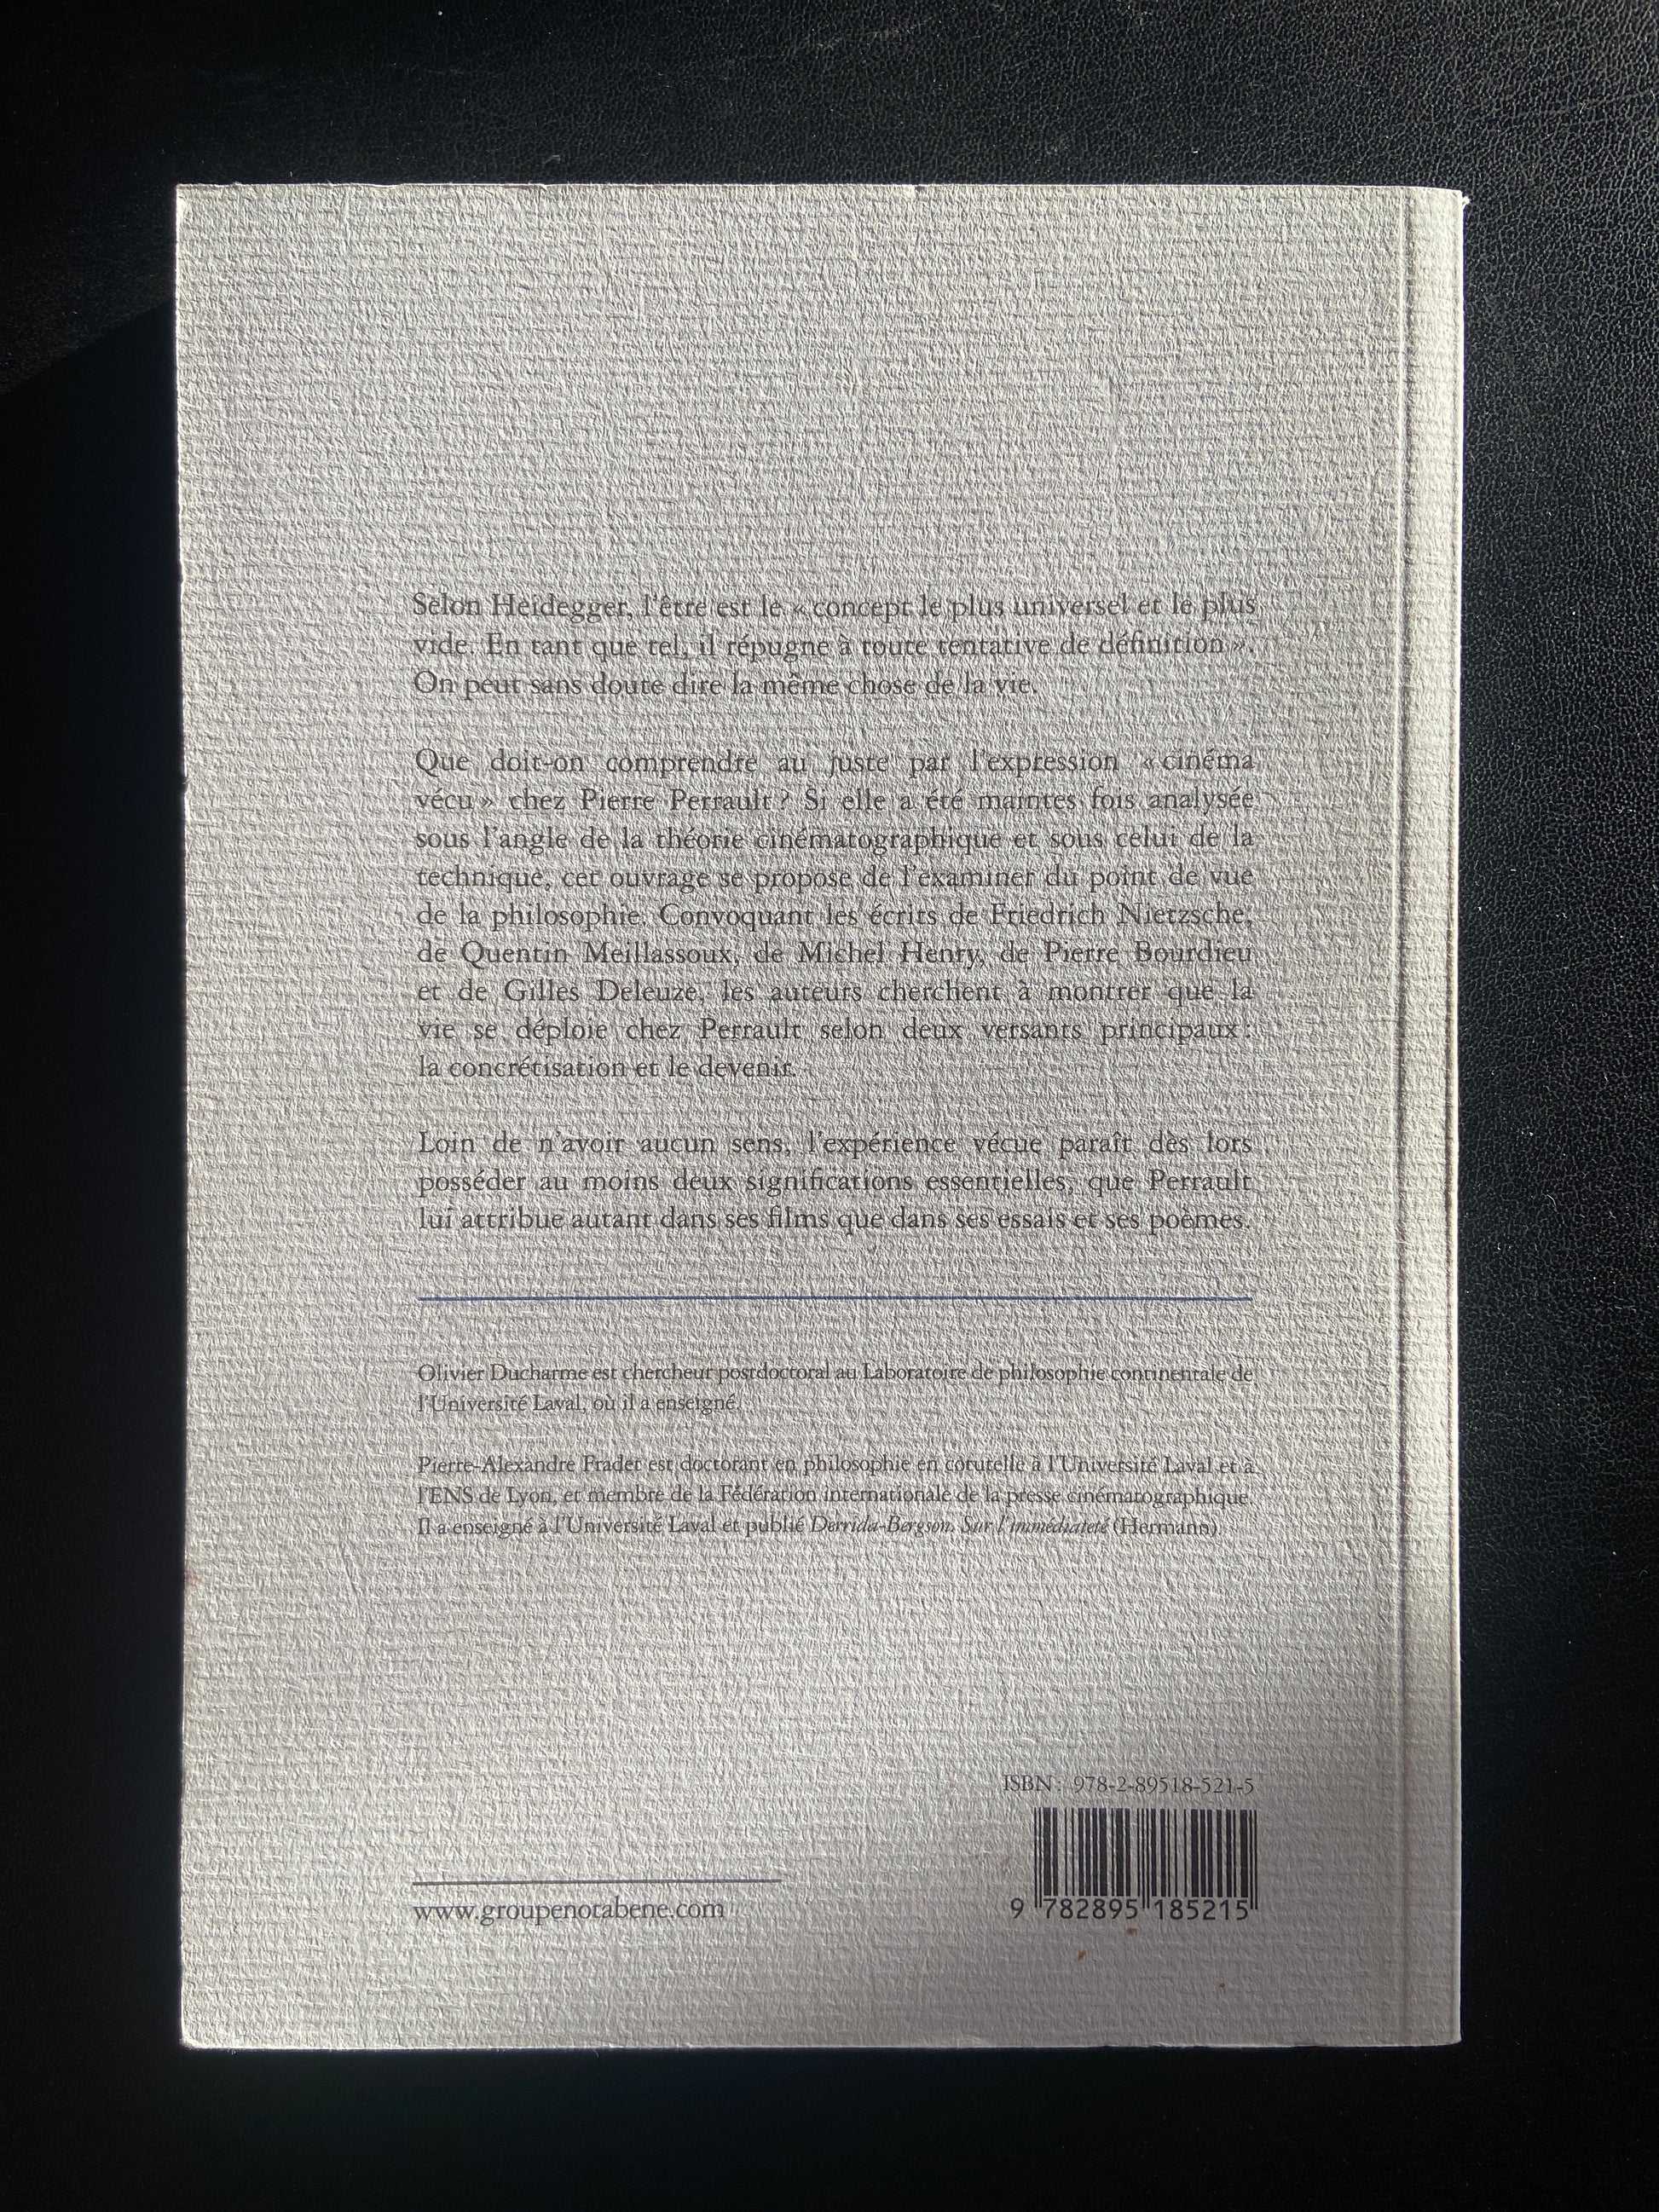 Selon Heidegger, l'être est le « concept le plus universel et le plus
vide. En tant que tel, il répugne à toute tentative de définition ».
On peut sans doute dire la même chose de la vie.
Que doit-on comprendre au juste par l'expression « cinéma
vécu » chez Pierre Perrault ? Si elle a été maintes fois analysée
sous l'angle de la théorie cinématographique et sous celui de la
technique, cet ouvrage se propose de l'examiner du point de vue
de la philosophie. Convoquant les écrits de Friedrich Nietzsche,
de Quentin Meillassoux, de Michel Henry, de Pierre Bourdieu
et de Gilles Deleuze, les auteurs cherchent à montrer que la
vie se déploie chez Perrault selon deux versants principaux :
la concrétisation et le devenir.
Loin de n'avoir aucun sens, l'expérience vécue paraît dès lors
posséder au moins deux significations essentielles, que Perrault
lui attribue autant dans ses films que dans ses essais et ses poèmes.
Olivier Ducharme est chercheur postdoctoral au Laboratoire de philosophie continentale de
l'Université Laval, où il a enseigné.
Pierre-Alexandre Fradet est doctorant en philosophie en cotutelle à l'Université Laval et à
l'ENS de Lyon, et membre de la Fédération internationale de la presse cinématographique.
Il a enseigné à l'Université Laval et publié Derrida-Bergson. Sur l'immédiateté (Hermann).
ISBN : 978-2-89518-521-5
9 782895 185215
www.groupenotabene.com